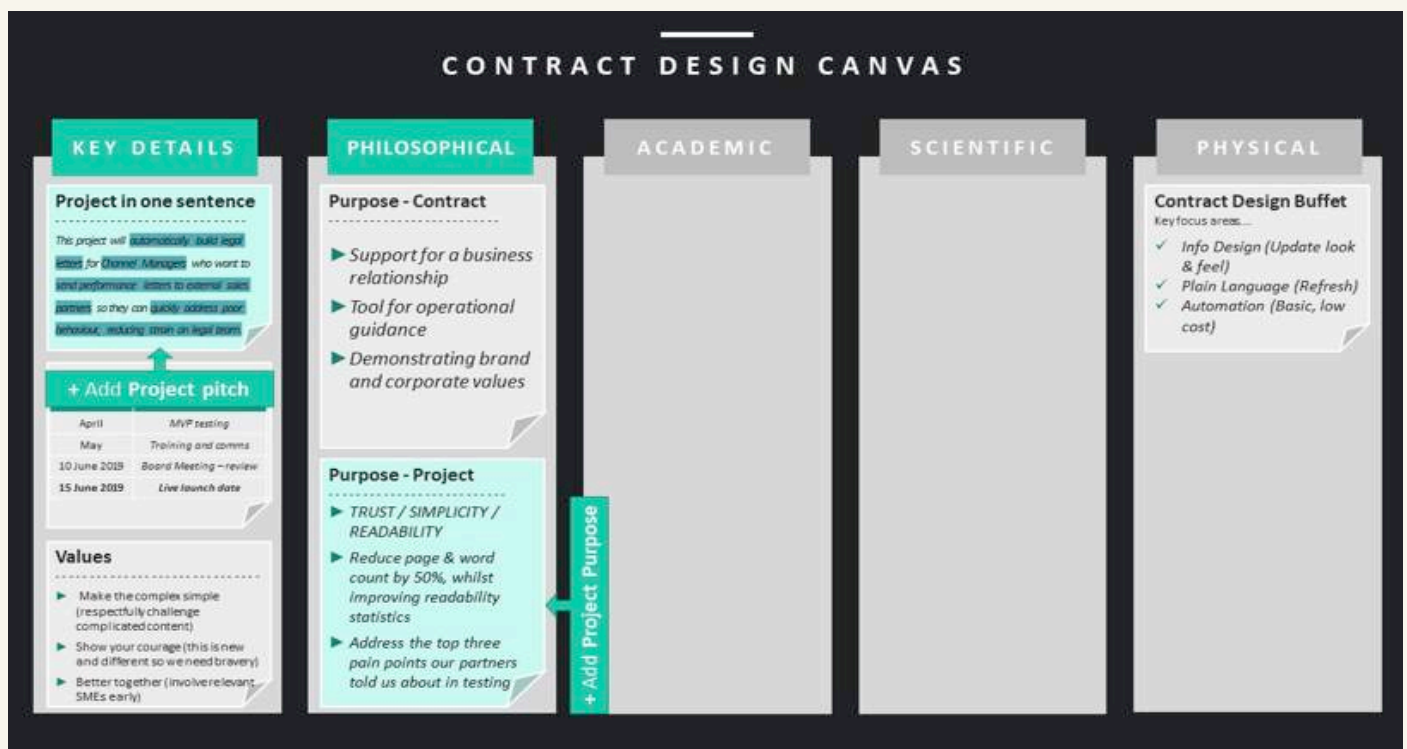 CONTRACT DESIGN CANVAS
KEY DETAILS
Project in one sentence
This project will automatically build legal
letters for Channel Managers who want to
send performance letters to external sales
partners so they can quickly address poor
behaviour, reducing strain on legal team
+ Add Project pitch
April MVP testing
May Training and comms
10 June 2019 Board Meeting – review
15 June 2019 Live launch date
Values
Make the complex simple
(respectfully challenge
complicated content)
Show your courage (this is new
and different so we need bravery)
Better together (involve relevant
SMEs early)
PHILOSOPHICAL
Purpose - Contract
Support for a business
relationship
Tool for operational
guidance
Demonstrating brand
and corporate values
Purpose - Project
TRUST / SIMPLICITY /
READABILITY
Reduce page & word
count by 50%, whilst
improving readability
statistics
Address the top three
pain points our partners
told us about in testing
+ Add Project Purpose
ACADEMIC
SCIENTIFIC
PHYSICAL
Contract Design Buffet
Key focus areas....
Info Design (Update look
& feel)
Plain Language (Refresh)
Automation (Basic, low
cost)